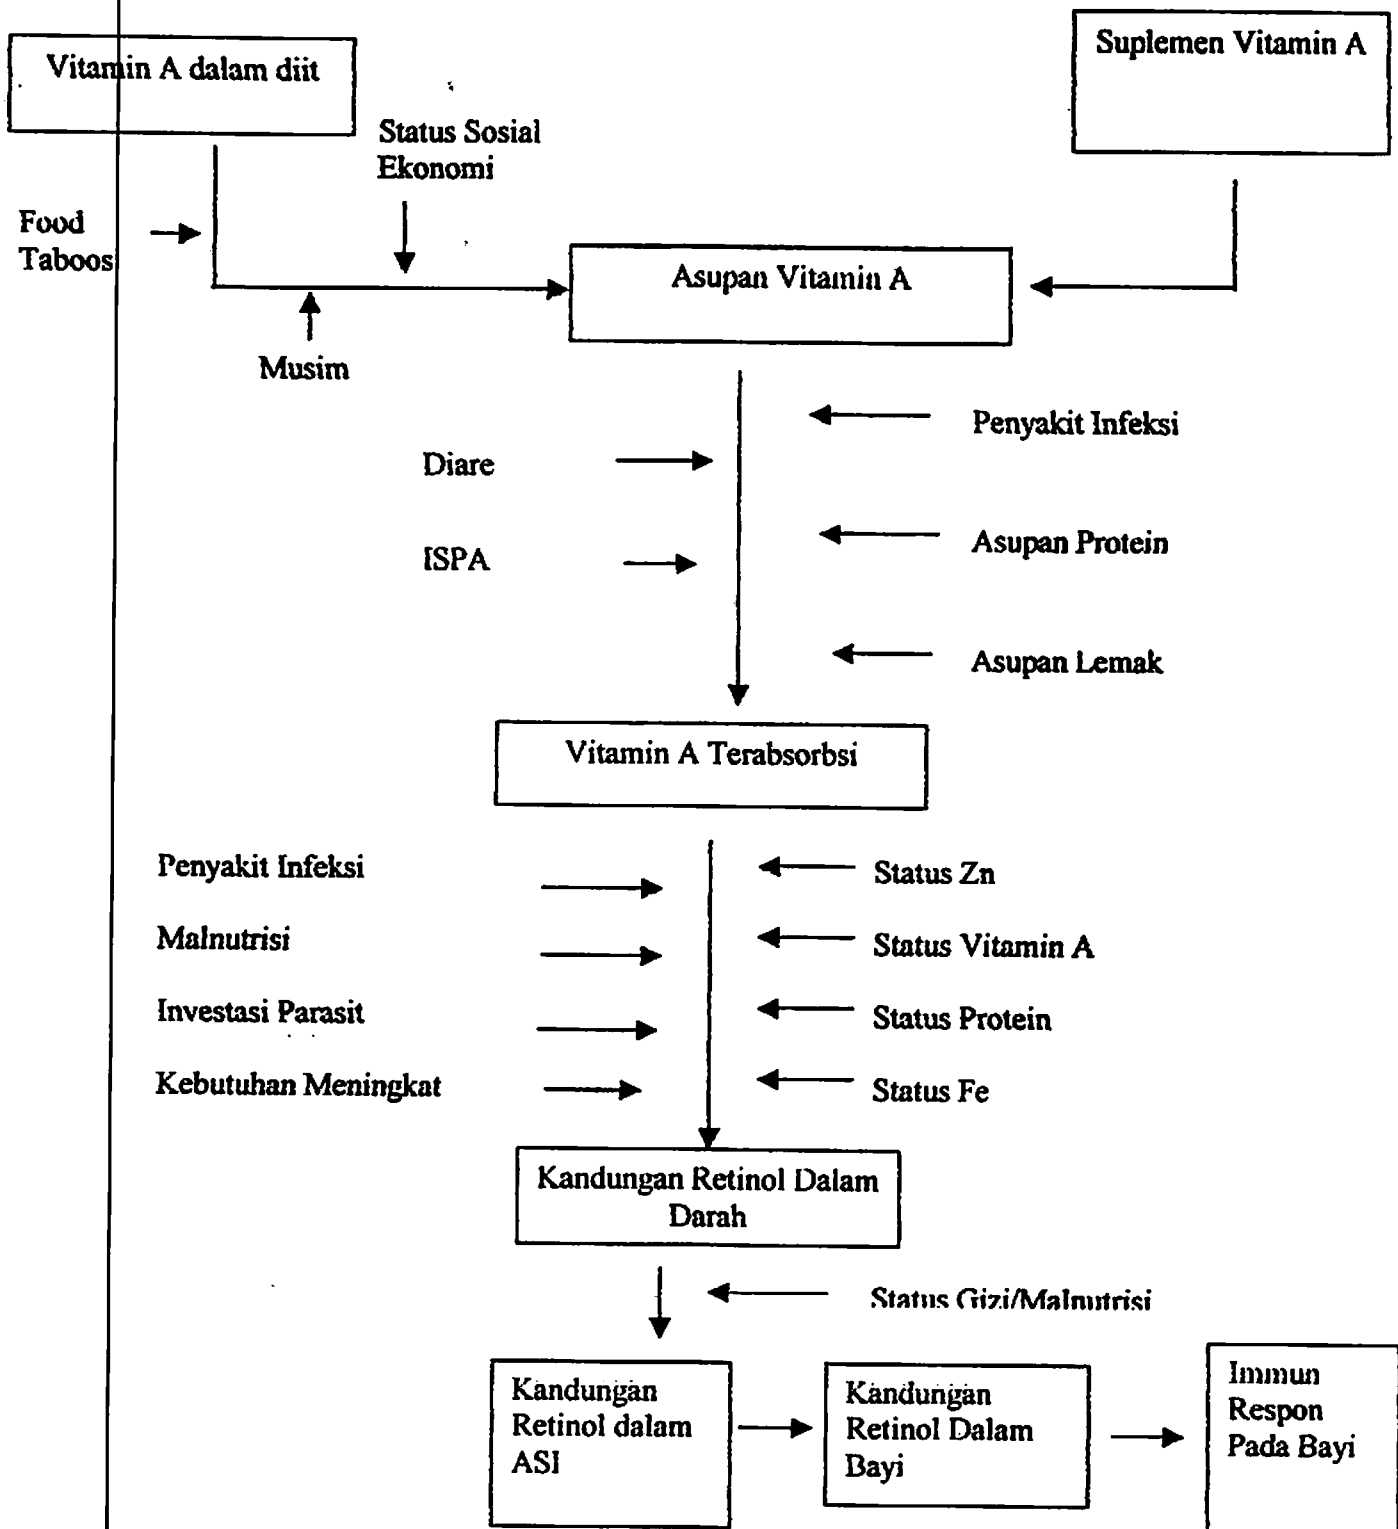 Vitamin A dalam diit
Suplemen Vitamin A
Status Sosial
Ekonomi
Food
Taboos
Asupan Vitamin A
Musim
Penyakit Infeksi
Diare
Asupan Protein
ISPA
Asupan Lemak
Vitamin A Terabsorbsi
Penyakit Infeksi
Status Zn
Malnutrisi
Status Vitamin A
Investasi Parasit
Status Protein
Kebutuhan Meningkat
Status Fe
Kandungan Retinol Dalam
Darah
Status Gizi/Malnutrisi
Kandungan
Retinol dalam
ASI
Kandungan
Retinol Dalam
Bayi
Immun
Respon
Pada Bayi